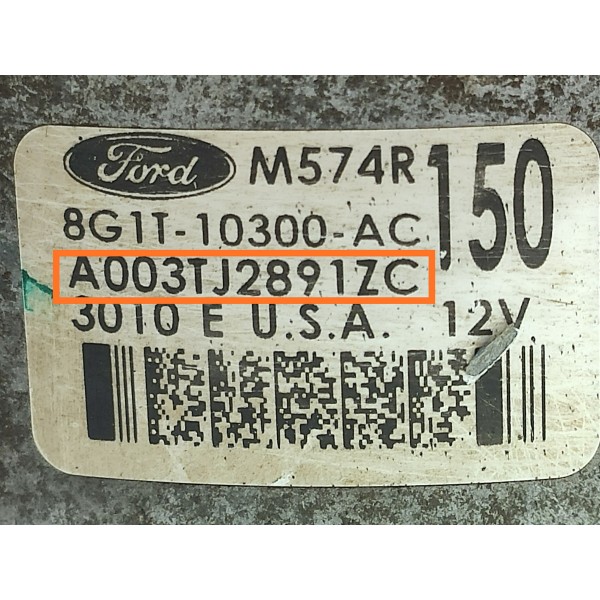 Ford M574R 150
8G1T-10300-AC
A003TJ2891ZC
3010 E U.S.A. 12V